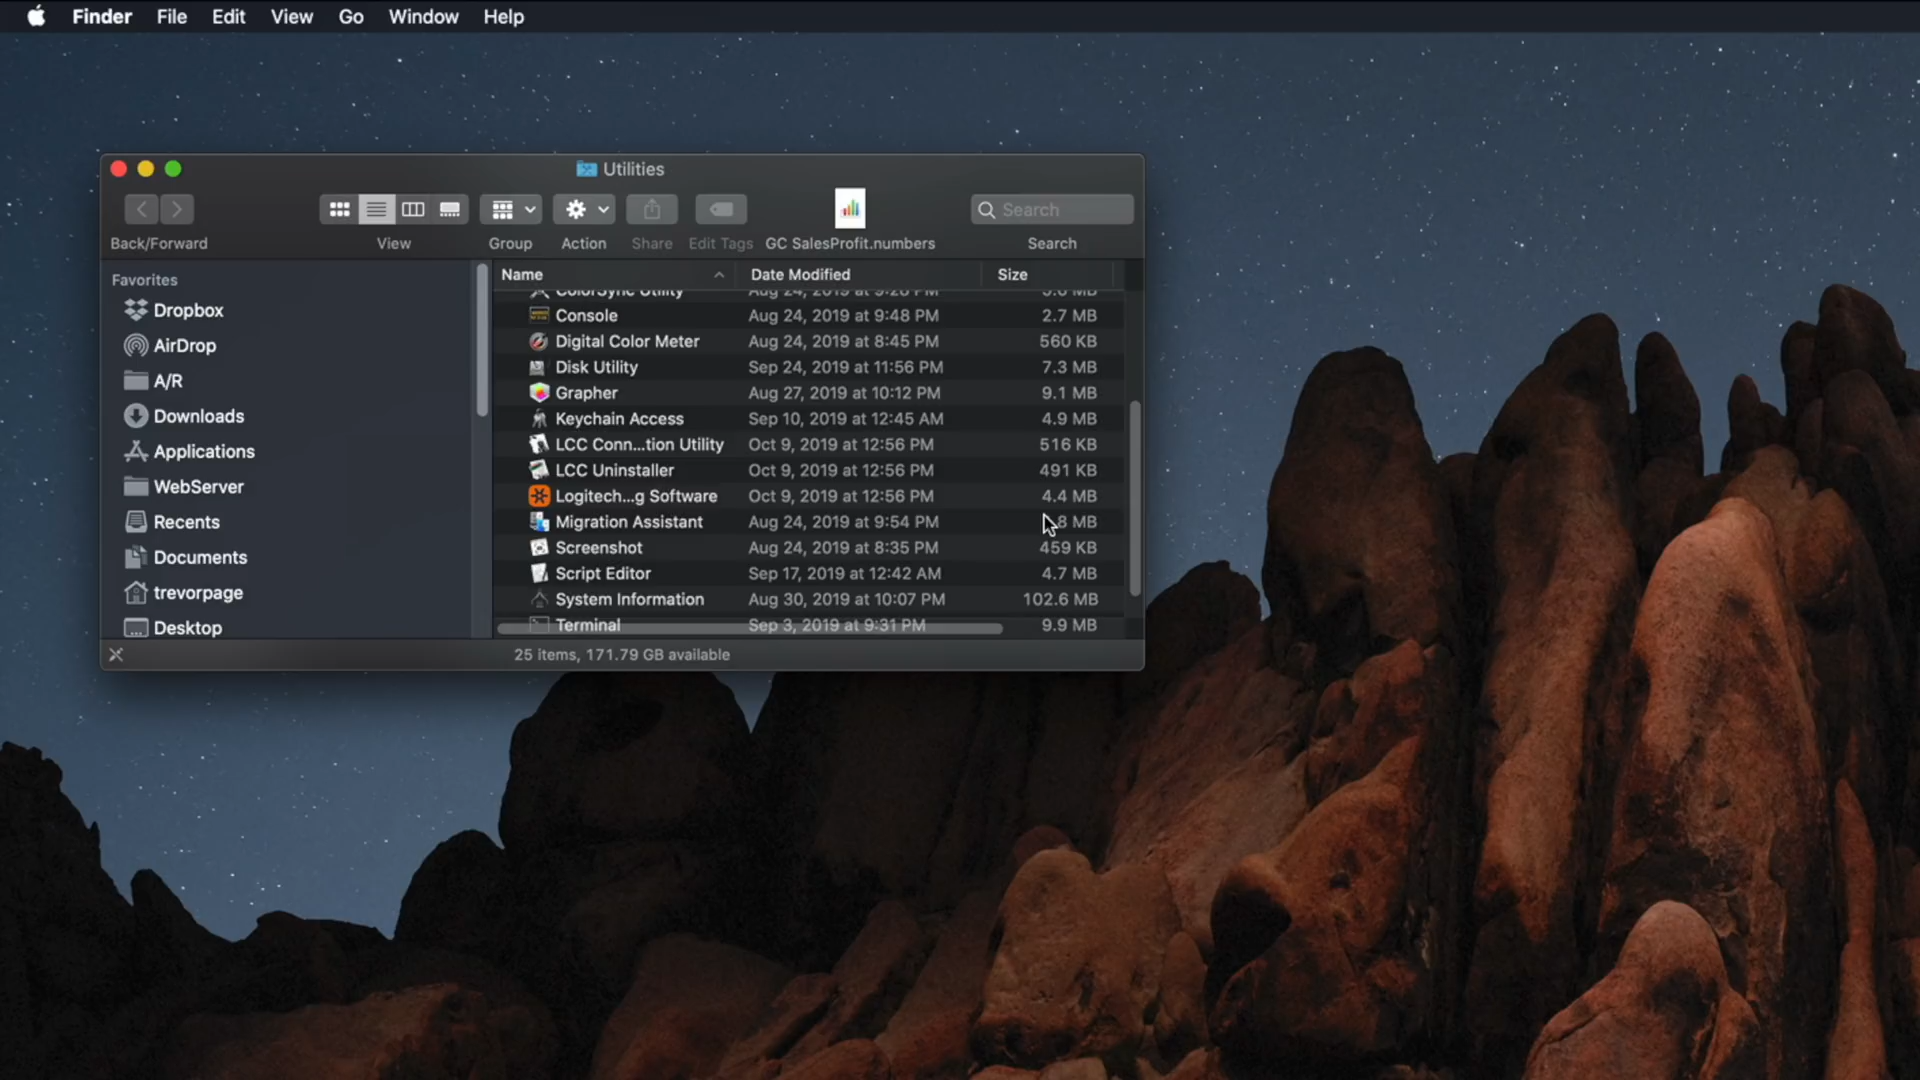 Finder File Edit View Go Window Help
Utilities
Search
Back/Forward View Group Action Share Edit Tags GC SalesProfit.numbers Search
Favorites
Dropbox
AirDrop
A/R
Downloads
Applications
WebServer
Recents
Documents
trevorpage
Desktop
Name Date Modified Size
ColorSync Utility Aug 24, 2019 at 9:28 PM
Console Aug 24, 2019 at 9:48 PM 2.7 MB
Digital Color Meter Aug 24, 2019 at 8:45 PM 560 KB
Disk Utility Sep 24, 2019 at 11:56 PM 7.3 MB
Grapher Aug 27, 2019 at 10:12 PM 9.1 MB
Keychain Access Sep 10, 2019 at 12:45 AM 4.9 MB
LCC Conn...tion Utility Oct 9, 2019 at 12:56 PM 516 KB
LCC Uninstaller Oct 9, 2019 at 12:56 PM 491 KB
Logitech...g Software Oct 9, 2019 at 12:56 PM 4.4 MB
Migration Assistant Aug 24, 2019 at 9:54 PM MB
Screenshot Aug 24, 2019 at 8:35 PM 459 KB
Script Editor Sep 17, 2019 at 12:42 AM 4.7 MB
System Information Aug 30, 2019 at 10:07 PM 102.6 MB
Terminal Sep 3, 2019 at 9:31 PM 9.9 MB
25 items, 171.79 GB available